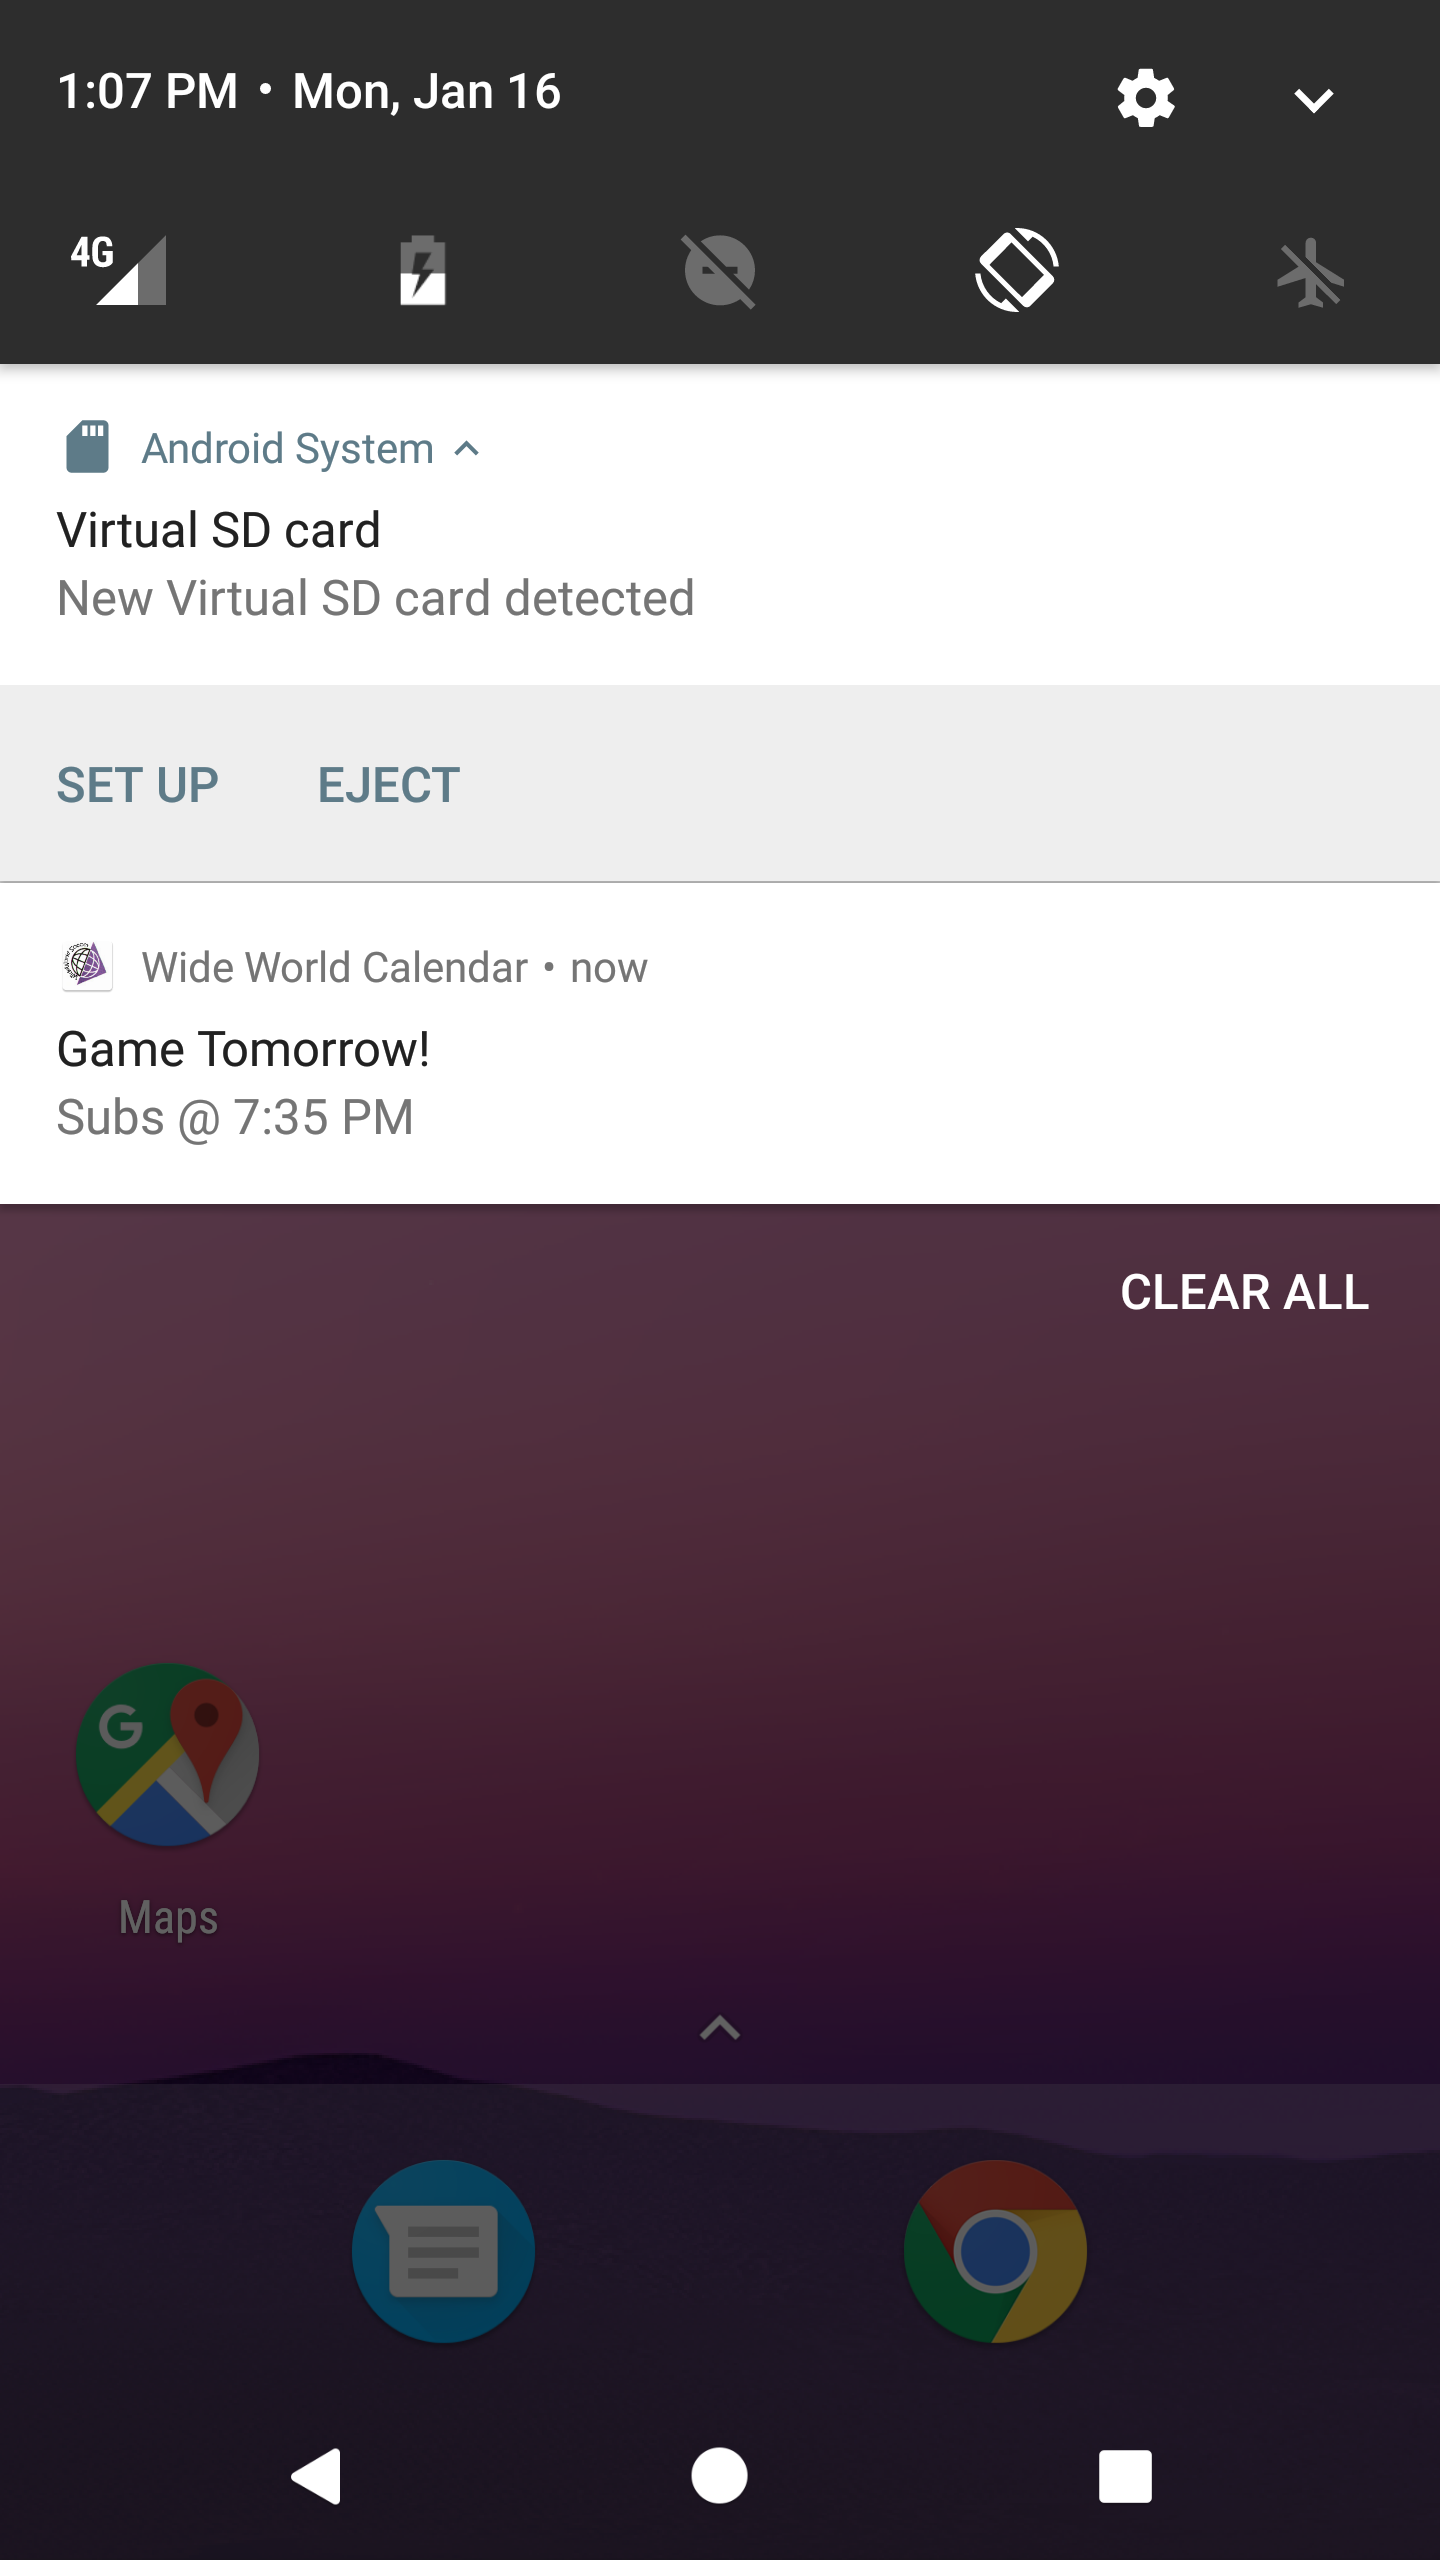 1:07 PM • Mon, Jan 16
4G
Android System
Virtual SD card
New Virtual SD card detected
SET UP EJECT
Wide World Calendar • now
Game Tomorrow!
Subs @ 7:35 PM
CLEAR ALL
G
Maps